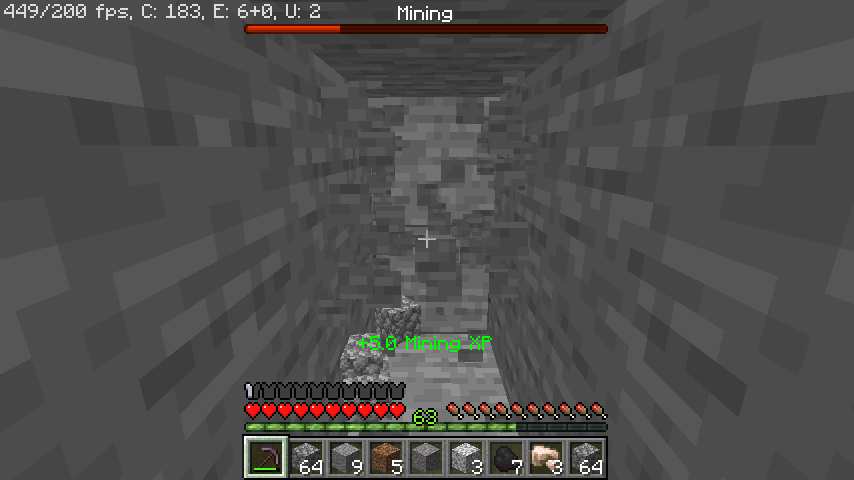 449/200 fps, C: 183, E: 6+0, U: 2
Mining
+5.0 Mining XP
63
64 9 5 3 7 3 64